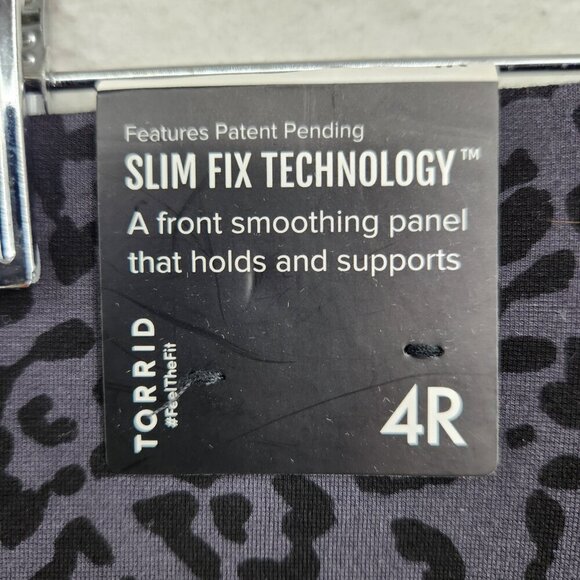 Features Patent Pending
SLIM FIX TECHNOLOGY™
A front smoothing panel
that holds and supports
TORRID
#FeelTheFit
4R